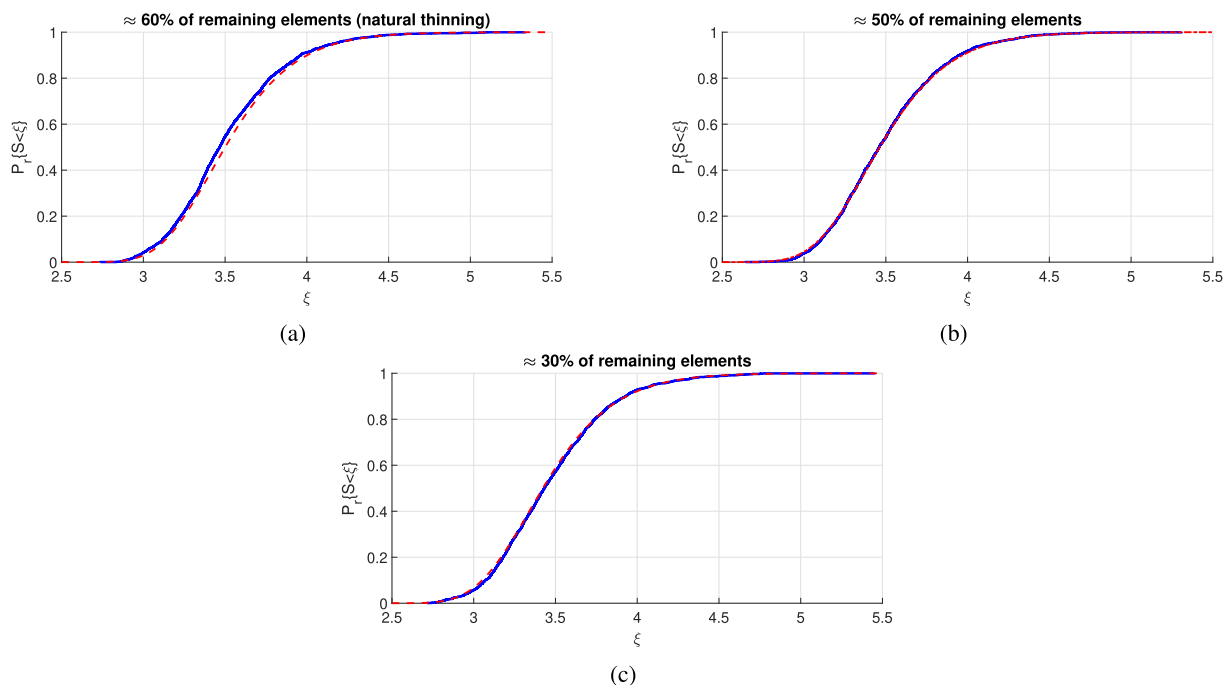 ≈ 60% of remaining elements (natural thinning)
1
0.8
0.6
0.4
0.2
0
P_r{S<ξ}
2.5 3 3.5 4 4.5 5 5.5
ξ
(a)
≈ 50% of remaining elements
1
0.8
0.6
0.4
0.2
0
P_r{S<ξ}
2.5 3 3.5 4 4.5 5 5.5
ξ
(b)
≈ 30% of remaining elements
1
0.8
0.6
0.4
0.2
0
P_r{S<ξ}
2.5 3 3.5 4 4.5 5 5.5
ξ
(c)